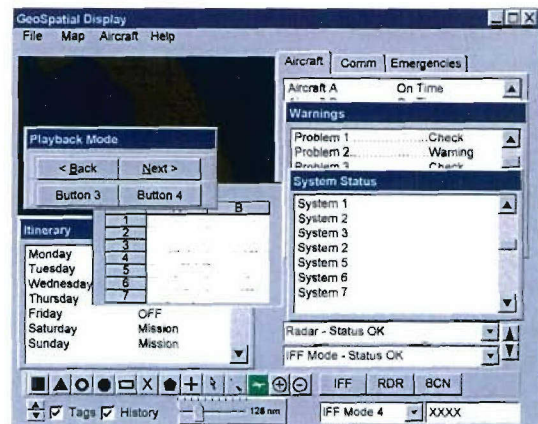 GeoSpatial Display
File Map Aircraft Help
Aircraft Comm Emergencies
Aircraft A On Time
Warnings
Problem 1 Check
Problem 2 Warning
Problem 3 Check
Playback Mode
< Back Next >
Button 3 Button 4
System Status
System 1
System 2
System 3
System 2
System 5
System 6
System 7
B
1
2
3
4
5
6
7
Itinerary
Monday
Tuesday
Wednesday
Thursday
Friday OFF
Saturday Mission
Sunday Mission
Radar - Status OK
IFF Mode - Status OK
IFF RDR BCN
Tags History 128 nm
IFF Mode 4 XXXX